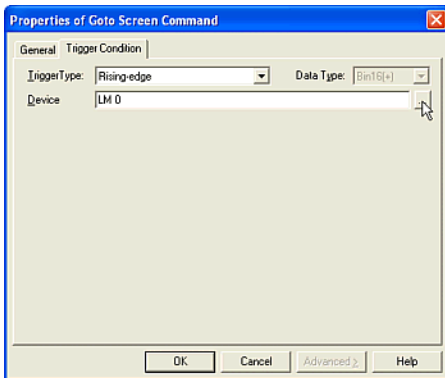 Properties of Goto Screen Command
General Trigger Condition
TriggerType: Rising-edge Data Type: Bin16(+)
Device LM 0 ...
OK Cancel Advanced > Help